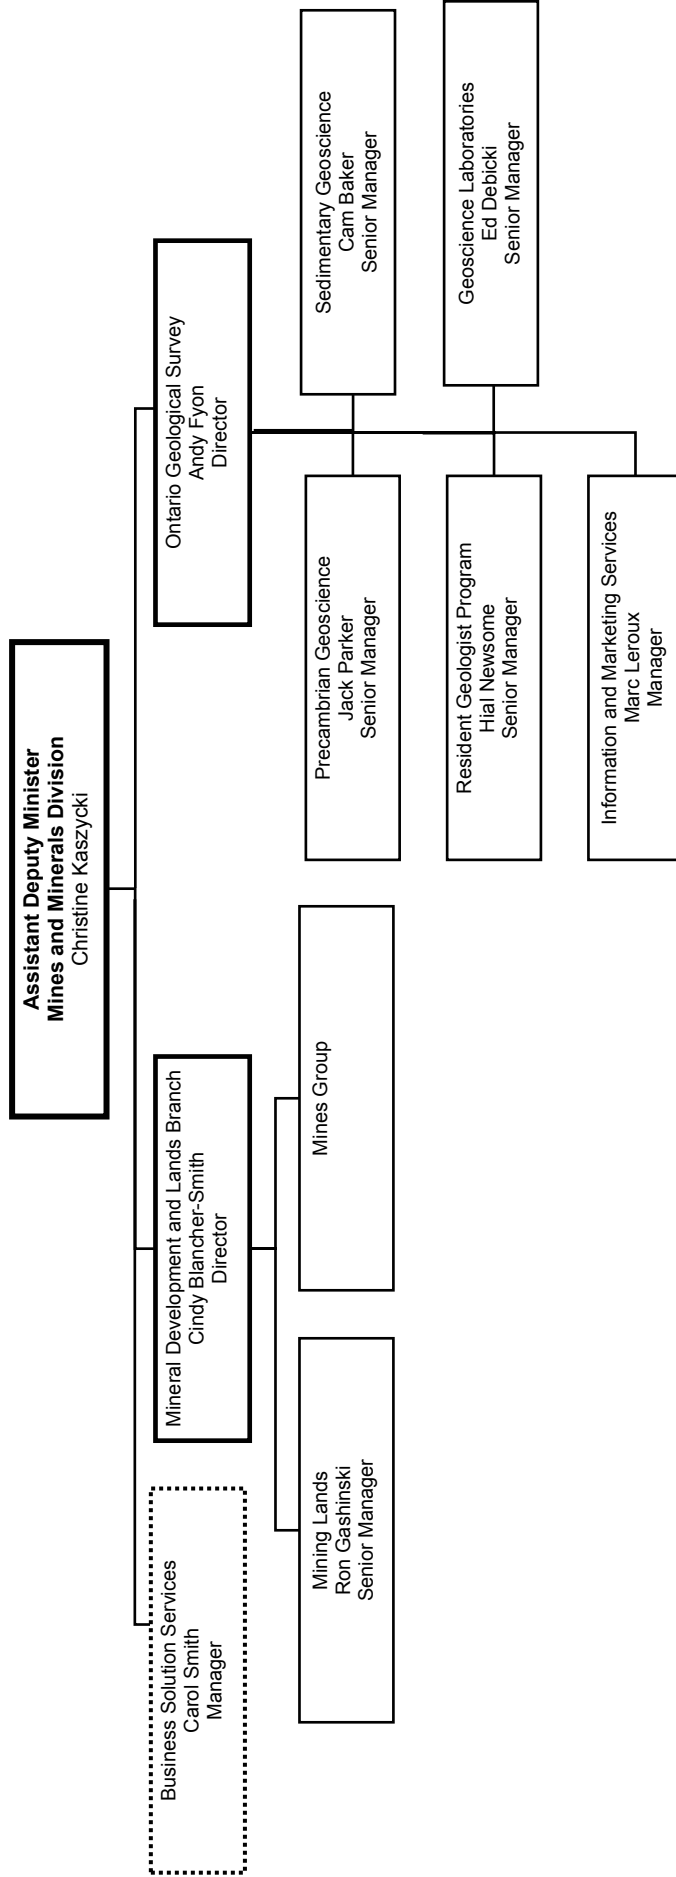 Assistant Deputy Minister
Mines and Minerals Division
Christine Kaszycki
Business Solution Services
Carol Smith
Manager
Mineral Development and Lands Branch
Cindy Blancher-Smith
Director
Ontario Geological Survey
Andy Fyon
Director
Mining Lands
Ron Gashinski
Senior Manager
Mines Group
Precambrian Geoscience
Jack Parker
Senior Manager
Sedimentary Geoscience
Cam Baker
Senior Manager
Resident Geologist Program
Hial Newsome
Senior Manager
Geoscience Laboratories
Ed Debicki
Senior Manager
Information and Marketing Services
Marc Leroux
Manager